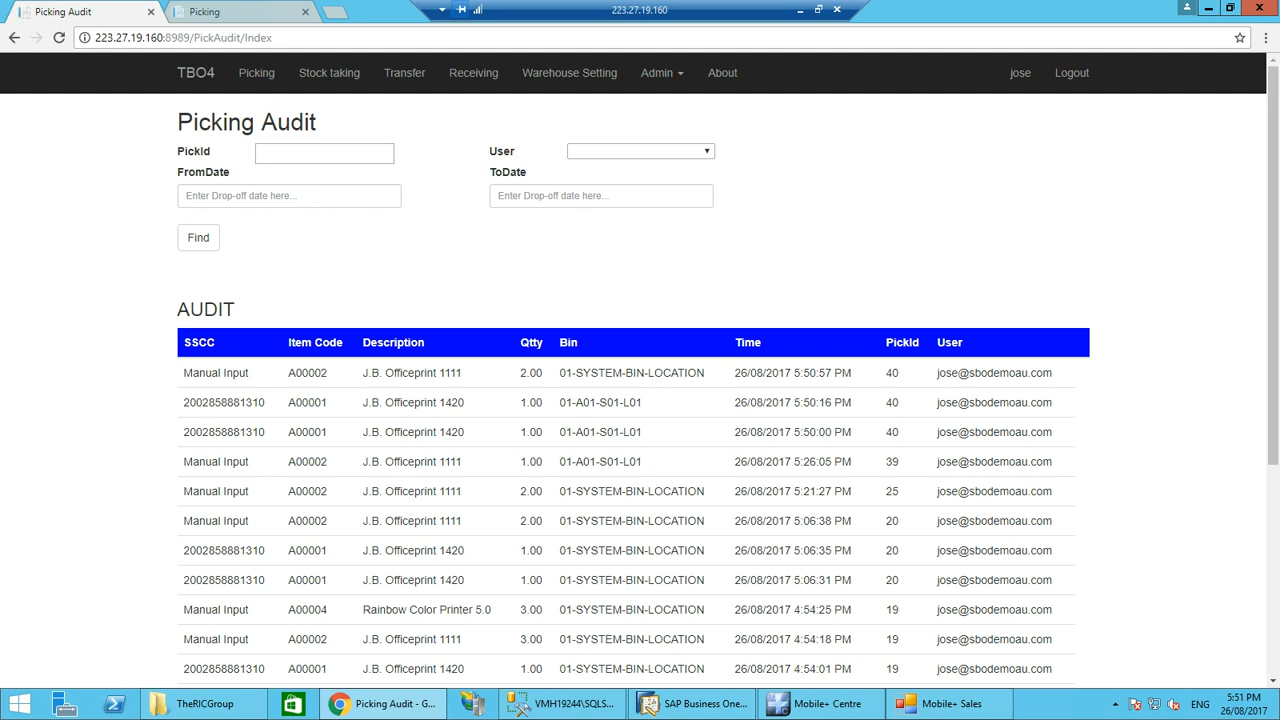 Picking Audit
Picking
223.27.19.160
223.27.19.160:8989/PickAudit/Index
TBO4 Picking Stock taking Transfer Receiving Warehouse Setting Admin About jose Logout
Picking Audit
PickId User
FromDate ToDate
Enter Drop-off date here... Enter Drop-off date here...
Find
AUDIT
SSCC Item Code Description Qtty Bin Time PickId User
Manual Input A00002 J.B. Officeprint 1111 2.00 01-SYSTEM-BIN-LOCATION 26/08/2017 5:50:57 PM 40 jose@sbodemoau.com
2002858881310 A00001 J.B. Officeprint 1420 1.00 01-A01-S01-L01 26/08/2017 5:50:16 PM 40 jose@sbodemoau.com
2002858881310 A00001 J.B. Officeprint 1420 1.00 01-A01-S01-L01 26/08/2017 5:50:00 PM 40 jose@sbodemoau.com
Manual Input A00002 J.B. Officeprint 1111 1.00 01-A01-S01-L01 26/08/2017 5:26:05 PM 39 jose@sbodemoau.com
Manual Input A00002 J.B. Officeprint 1111 2.00 01-SYSTEM-BIN-LOCATION 26/08/2017 5:21:27 PM 25 jose@sbodemoau.com
Manual Input A00002 J.B. Officeprint 1111 2.00 01-SYSTEM-BIN-LOCATION 26/08/2017 5:06:38 PM 20 jose@sbodemoau.com
2002858881310 A00001 J.B. Officeprint 1420 1.00 01-SYSTEM-BIN-LOCATION 26/08/2017 5:06:35 PM 20 jose@sbodemoau.com
2002858881310 A00001 J.B. Officeprint 1420 1.00 01-SYSTEM-BIN-LOCATION 26/08/2017 5:06:31 PM 20 jose@sbodemoau.com
Manual Input A00004 Rainbow Color Printer 5.0 3.00 01-SYSTEM-BIN-LOCATION 26/08/2017 4:54:25 PM 19 jose@sbodemoau.com
Manual Input A00002 J.B. Officeprint 1111 3.00 01-SYSTEM-BIN-LOCATION 26/08/2017 4:54:18 PM 19 jose@sbodemoau.com
2002858881310 A00001 J.B. Officeprint 1420 1.00 01-SYSTEM-BIN-LOCATION 26/08/2017 4:54:01 PM 19 jose@sbodemoau.com
TheRICGroup Picking Audit - G... VMH19244\SQLS... SAP Business One... Mobile+ Centre Mobile+ Sales ENG 5:51 PM
26/08/2017